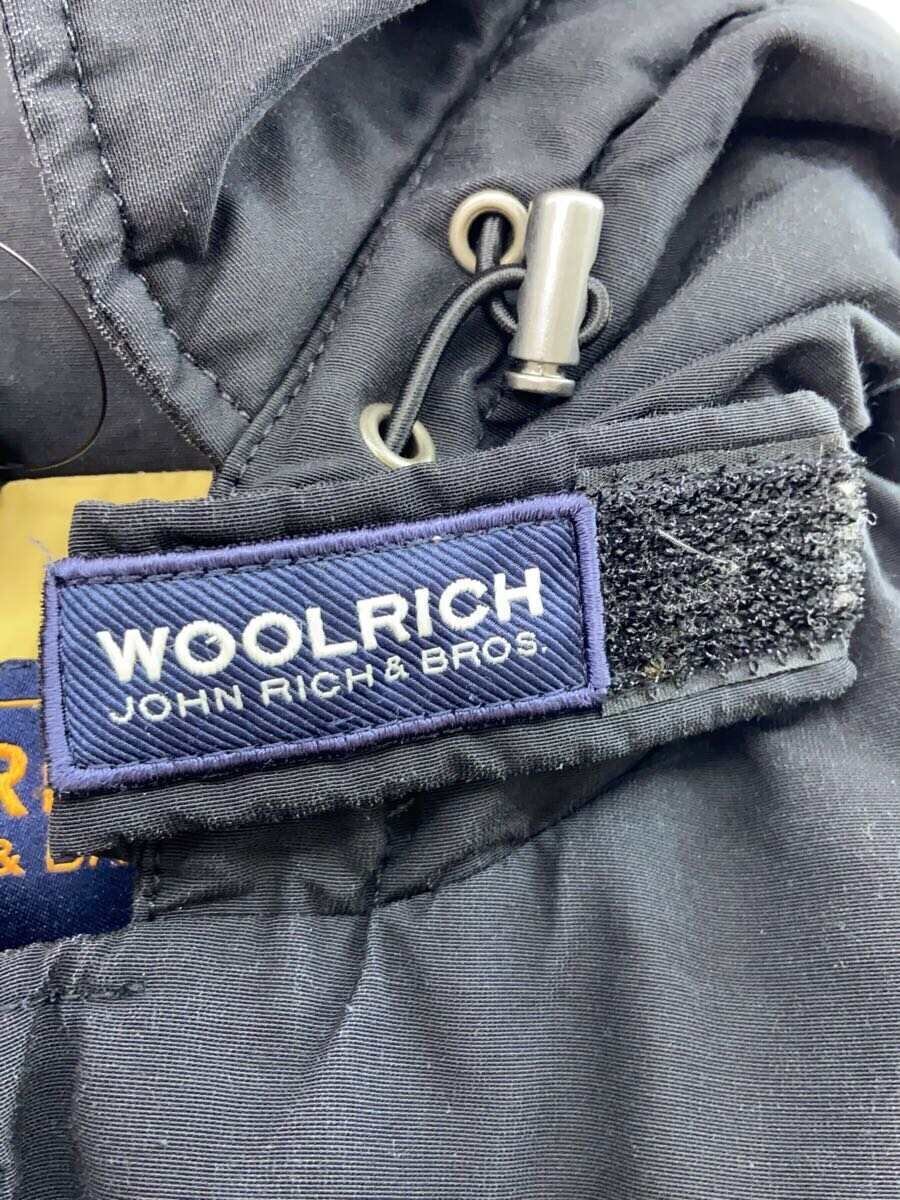 WOOLRICH
JOHN RICH & BROS.
R
&